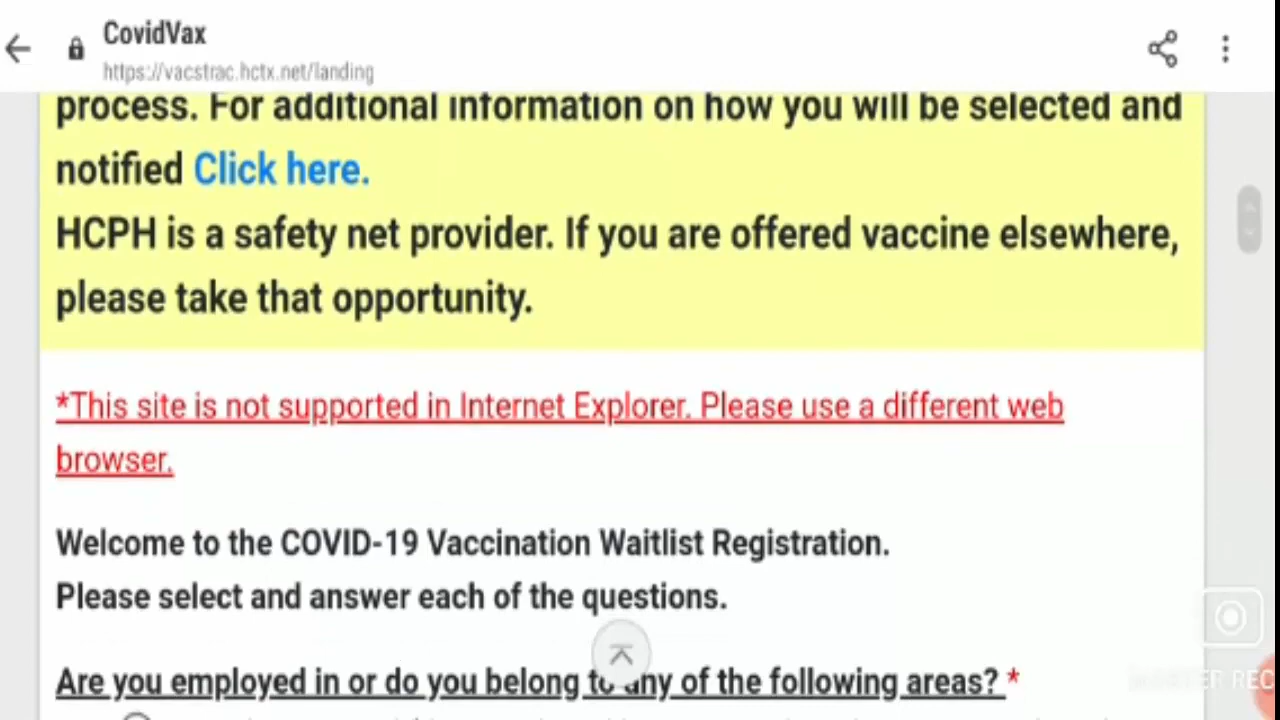 CovidVax
https://vacstrac.hctx.net/landing
process. For additional information on how you will be selected and
notified Click here.
HCPH is a safety net provider. If you are offered vaccine elsewhere,
please take that opportunity.
*This site is not supported in Internet Explorer. Please use a different web
browser.
Welcome to the COVID-19 Vaccination Waitlist Registration.
Please select and answer each of the questions.
Are you employed in or do you belong to any of the following areas? *
REC